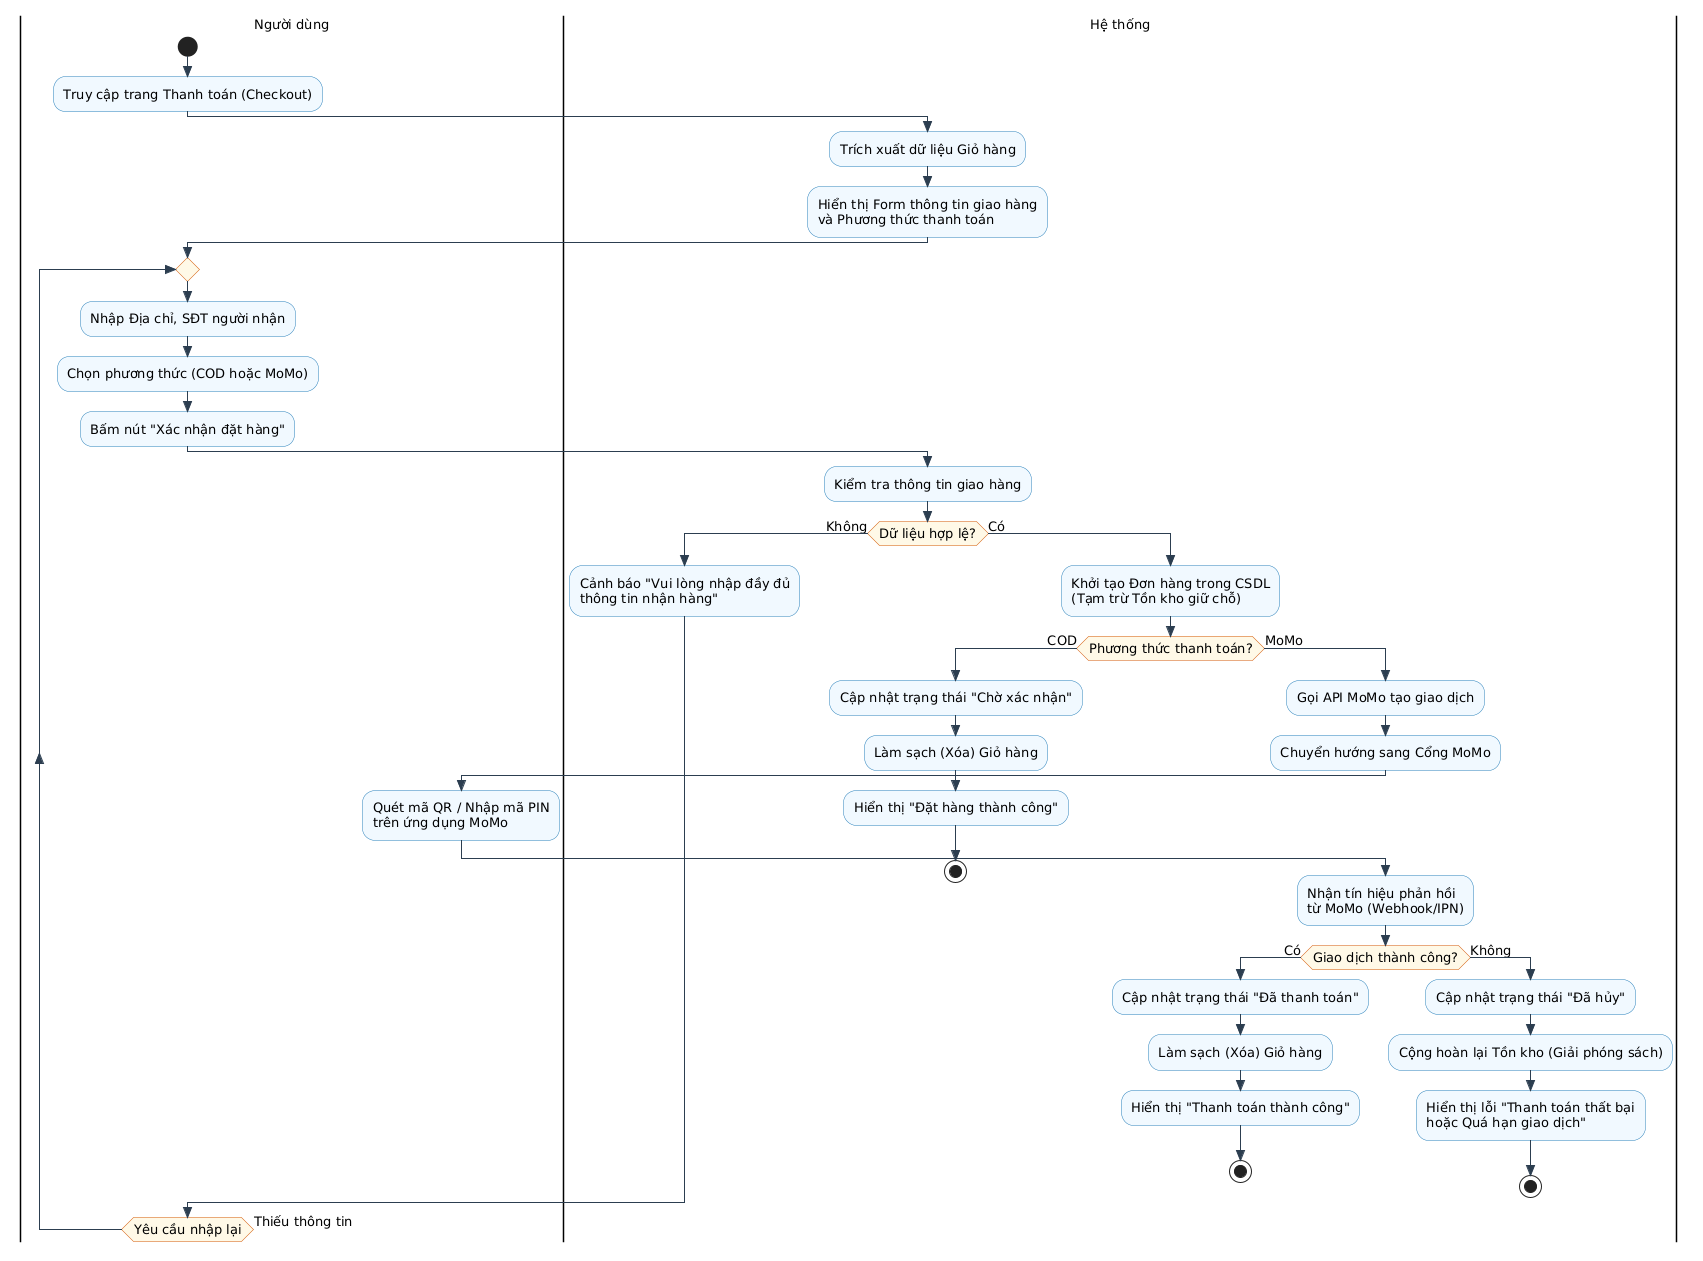 Người dùng
Hệ thống
Truy cập trang Thanh toán (Checkout)
Trích xuất dữ liệu Giỏ hàng
Hiển thị Form thông tin giao hàng
và Phương thức thanh toán
Nhập Địa chỉ, SĐT người nhận
Chọn phương thức (COD hoặc MoMo)
Bấm nút "Xác nhận đặt hàng"
Kiểm tra thông tin giao hàng
Không
Dữ liệu hợp lệ?
Có
Cảnh báo "Vui lòng nhập đầy đủ
thông tin nhận hàng"
Khởi tạo Đơn hàng trong CSDL
(Tạm trừ Tồn kho giữ chỗ)
COD
Phương thức thanh toán?
MoMo
Cập nhật trạng thái "Chờ xác nhận"
Gọi API MoMo tạo giao dịch
Làm sạch (Xóa) Giỏ hàng
Chuyển hướng sang Cổng MoMo
Quét mã QR / Nhập mã PIN
trên ứng dụng MoMo
Hiển thị "Đặt hàng thành công"
Nhận tín hiệu phản hồi
từ MoMo (Webhook/IPN)
Có
Giao dịch thành công?
Không
Cập nhật trạng thái "Đã thanh toán"
Cập nhật trạng thái "Đã hủy"
Làm sạch (Xóa) Giỏ hàng
Cộng hoàn lại Tồn kho (Giải phóng sách)
Hiển thị "Thanh toán thành công"
Hiển thị lỗi "Thanh toán thất bại
hoặc Quá hạn giao dịch"
Yêu cầu nhập lại
Thiếu thông tin